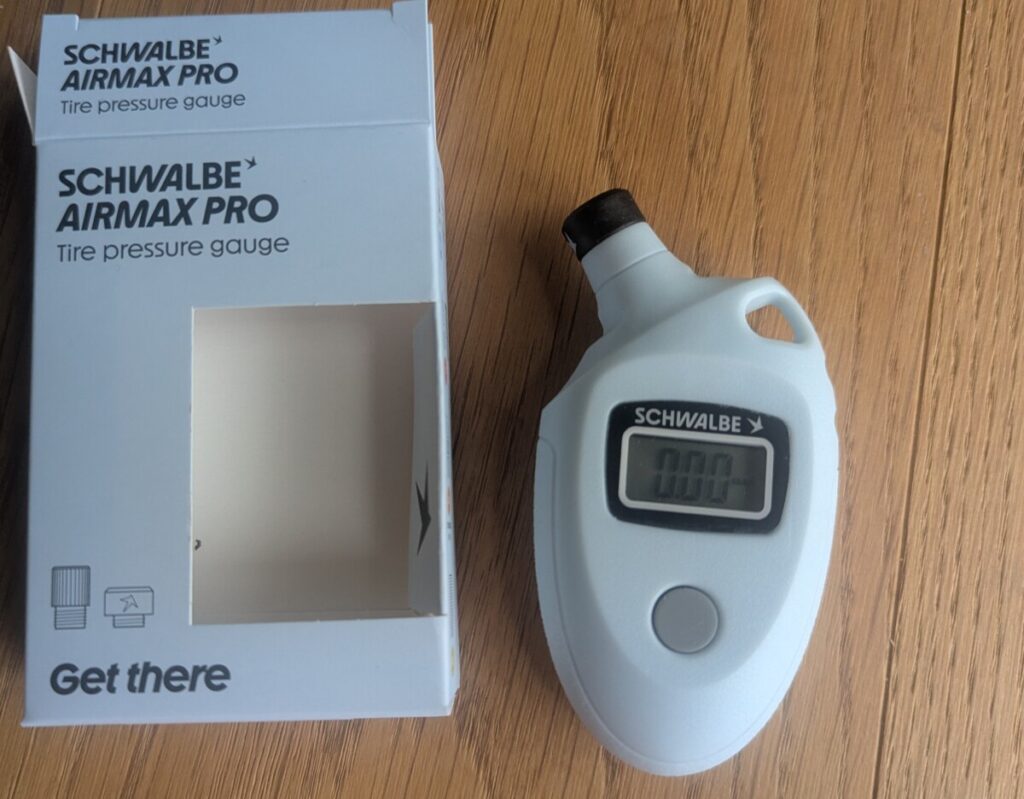 SCHWALBE
AIRMAX PRO
Tire pressure gauge
SCHWALBE
AIRMAX PRO
Tire pressure gauge
Get there
SCHWALBE
0.00